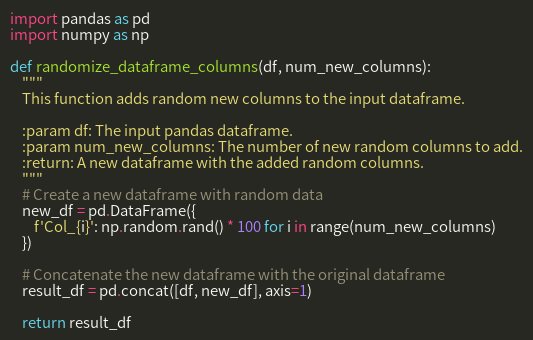 import pandas as pd
import numpy as np

def randomize_dataframe_columns(df, num_new_columns):
    """
    This function adds random new columns to the input dataframe.

    :param df: The input pandas dataframe.
    :param num_new_columns: The number of new random columns to add.
    :return: A new dataframe with the added random columns.
    """
    # Create a new dataframe with random data
    new_df = pd.DataFrame({
        f'Col_{i}': np.random.rand() * 100 for i in range(num_new_columns)
    })

    # Concatenate the new dataframe with the original dataframe
    result_df = pd.concat([df, new_df], axis=1)

    return result_df